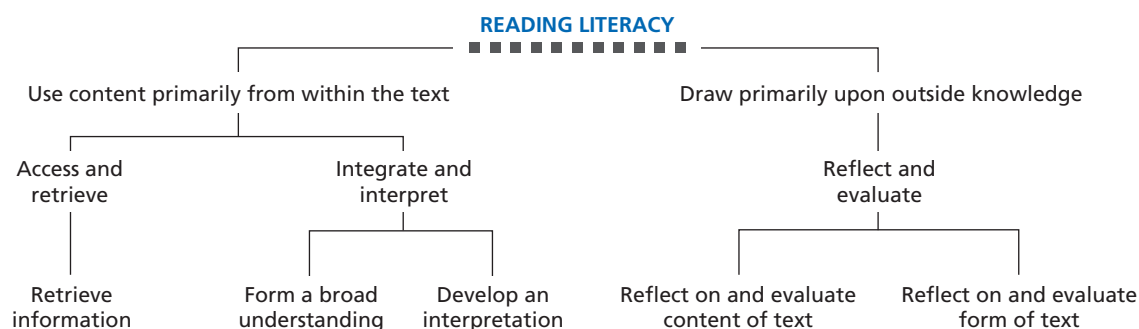 READING LITERACY
Use content primarily from within the text
Draw primarily upon outside knowledge
Access and
retrieve
Integrate and
interpret
Reflect and
evaluate
Retrieve
information
Form a broad
understanding
Develop an
interpretation
Reflect on and evaluate
content of text
Reflect on and evaluate
form of text